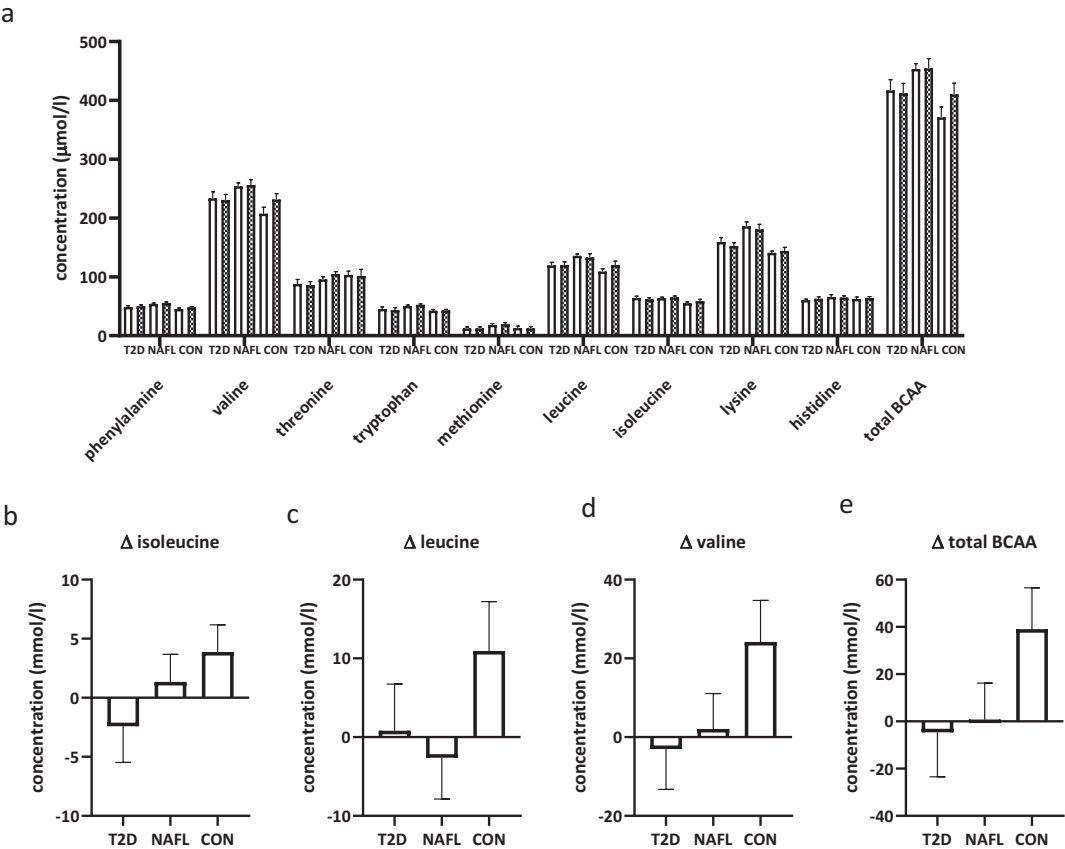 a
concentration (μmol/l)
500
400
300
200
100
0
T2D NAFL CON T2D NAFL CON T2D NAFL CON T2D NAFL CON T2D NAFL CON T2D NAFL CON T2D NAFL CON T2D NAFL CON T2D NAFL CON T2D NAFL CON
phenylalanine
valine
threonine
tryptophan
methionine
leucine
isoleucine
lysine
histidine
total BCAA
b
Δ isoleucine
concentration (mmol/l)
10
5
0
-5
-10
T2D NAFL CON
c
Δ leucine
concentration (mmol/l)
20
10
0
-10
T2D NAFL CON
d
Δ valine
concentration (mmol/l)
40
20
0
-20
T2D NAFL CON
e
Δ total BCAA
concentration (mmol/l)
60
40
20
0
-20
-40
T2D NAFL CON